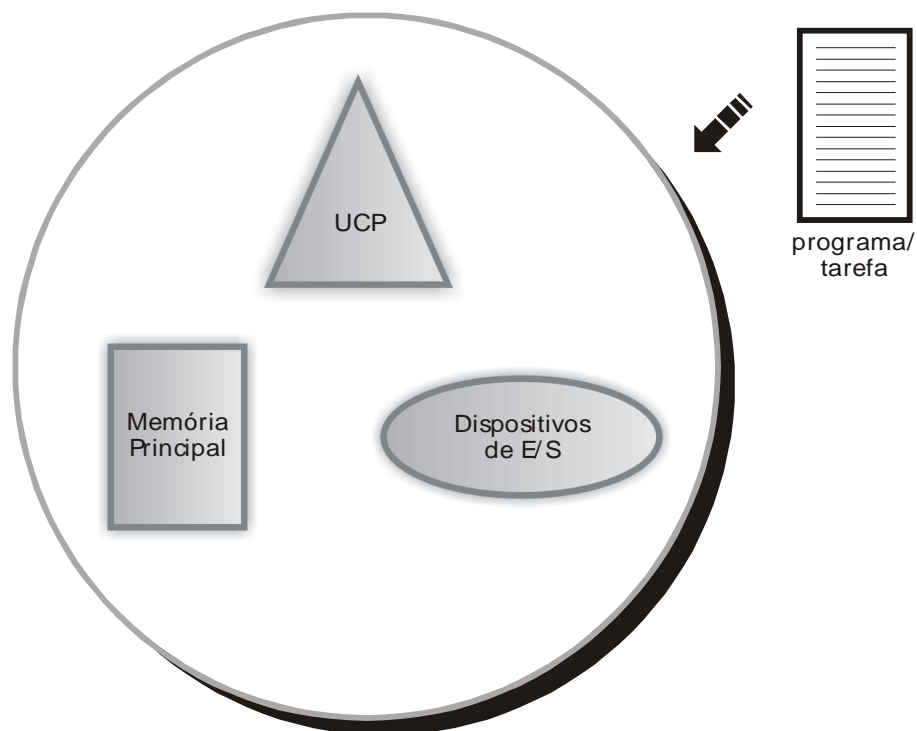 UCP
programa/
tarefa
Memória
Principal
Dispositivos
de E/S